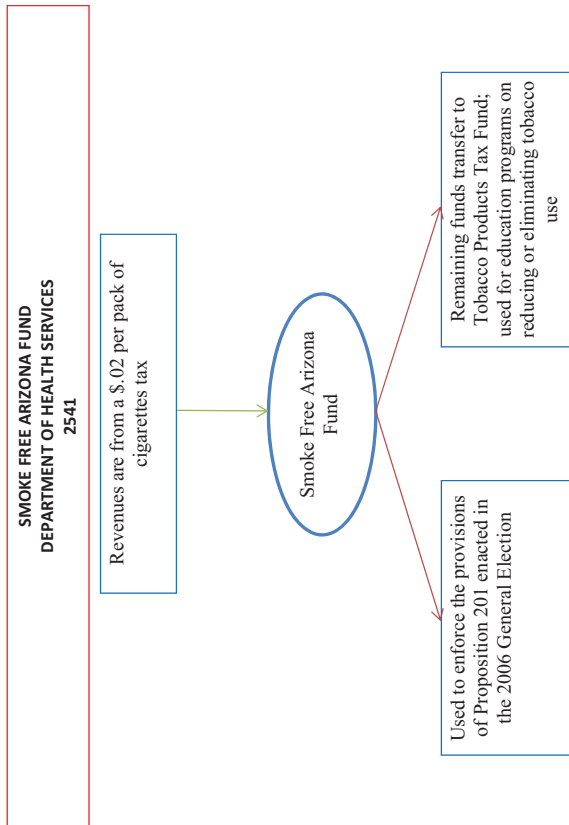 SMOKE FREE ARIZONA FUND
DEPARTMENT OF HEALTH SERVICES
2541
Revenues are from a $.02 per pack of
cigarettes tax
Smoke Free Arizona
Fund
Used to enforce the provisions
of Proposition 201 enacted in
the 2006 General Election
Remaining funds transfer to
Tobacco Products Tax Fund;
used for education programs on
reducing or eliminating tobacco
use